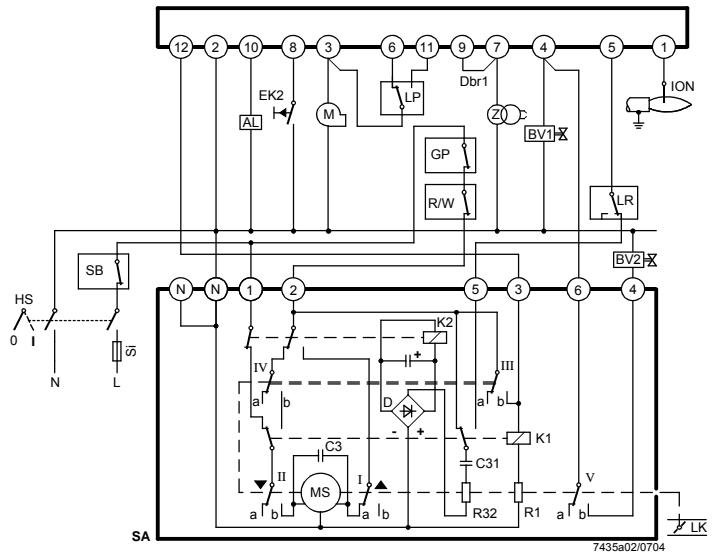 12 2 10 8 3 6 11 9 7 4 5 1
Dbr1
ION
EK2
LP
AL
M
Z
BV1
GP
R/W
LR
SB
BV2
HS
0 I
Si
N L
N N 1 2 5 3 6 4
K2
+
IV
III
a b
a b
D
- +
K1
C3
C31
II
I
V
MS
a b
a b
a b
R32
R1
LK
SA
7435a02/0704